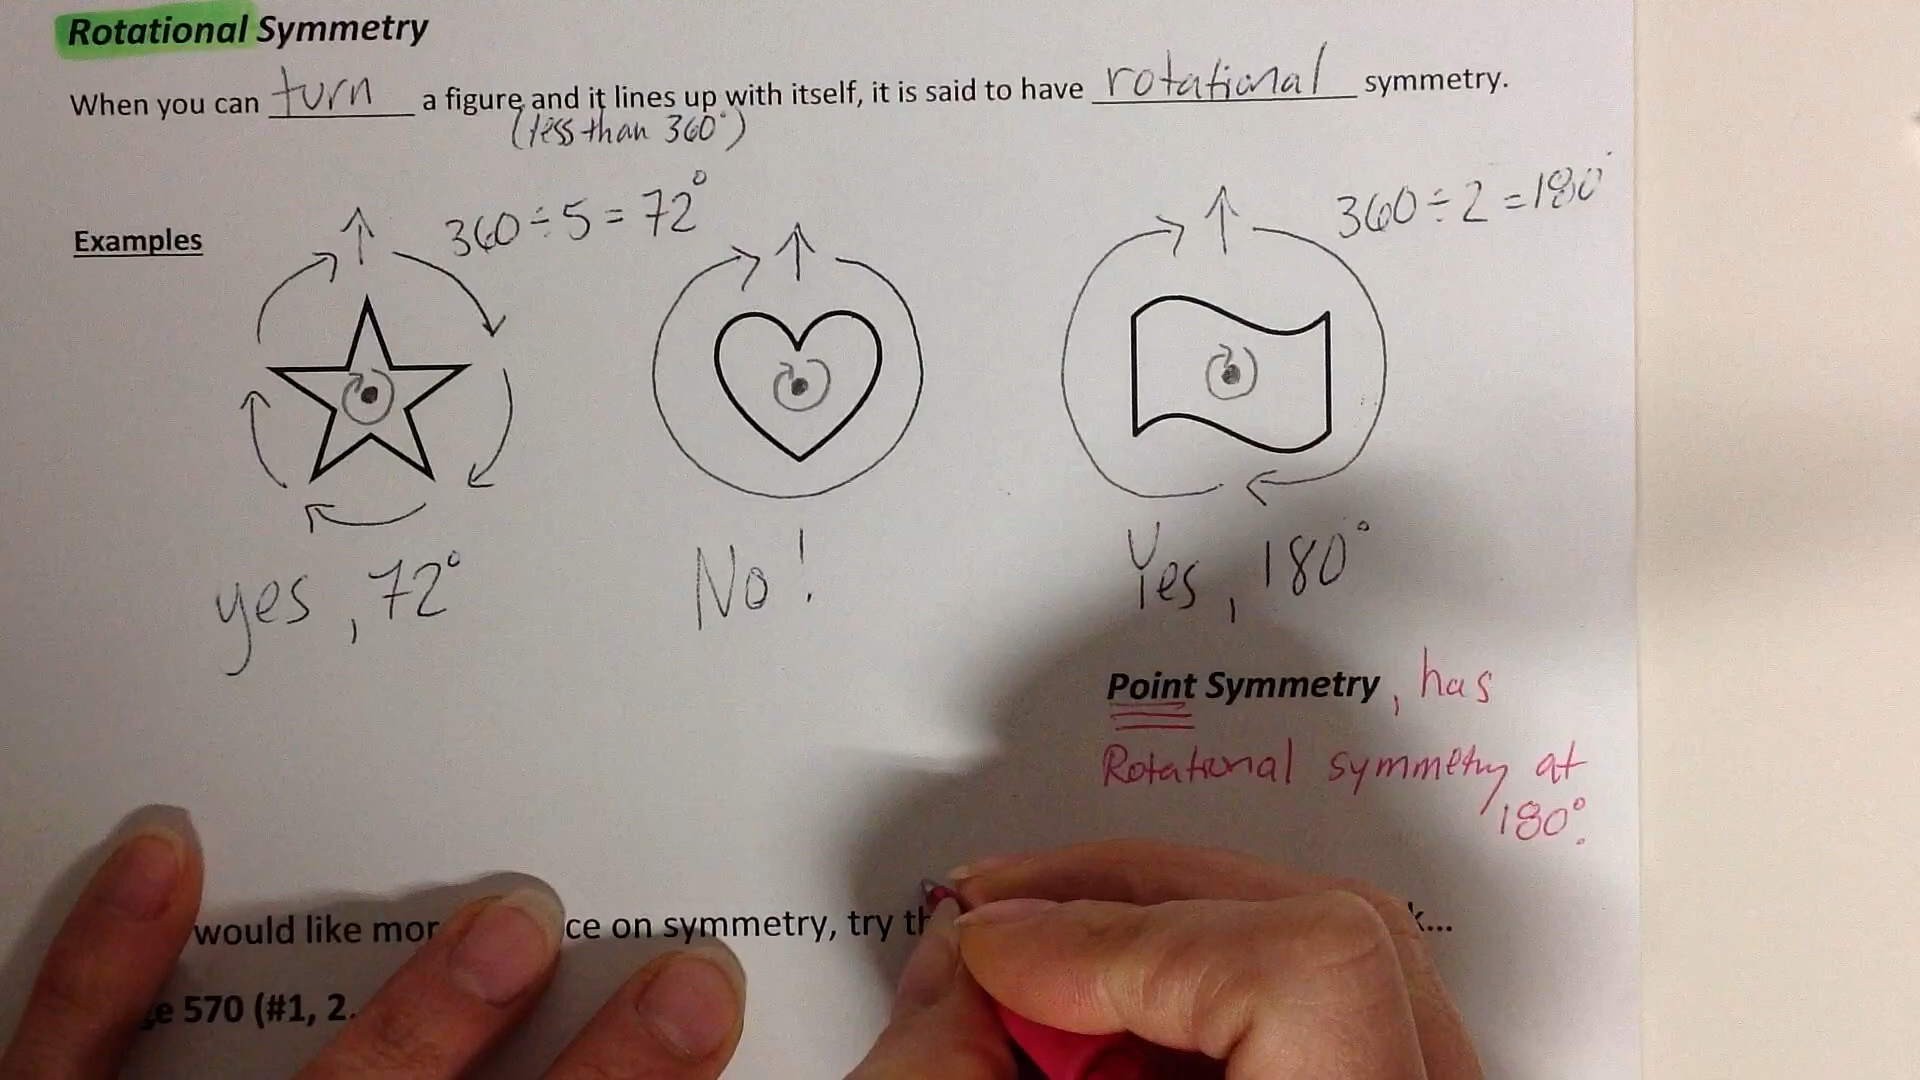 Rotational Symmetry
When you can turn a figure and it lines up with itself, it is said to have rotational symmetry.
(less than 360°)
Examples
360 ÷ 5 = 72°
360 ÷ 2 = 180°
yes, 72°
No!
Yes, 180°
Point Symmetry, has
Rotational symmetry at
180°.
would like mor ce on symmetry, try th k...
e 570 (#1, 2.